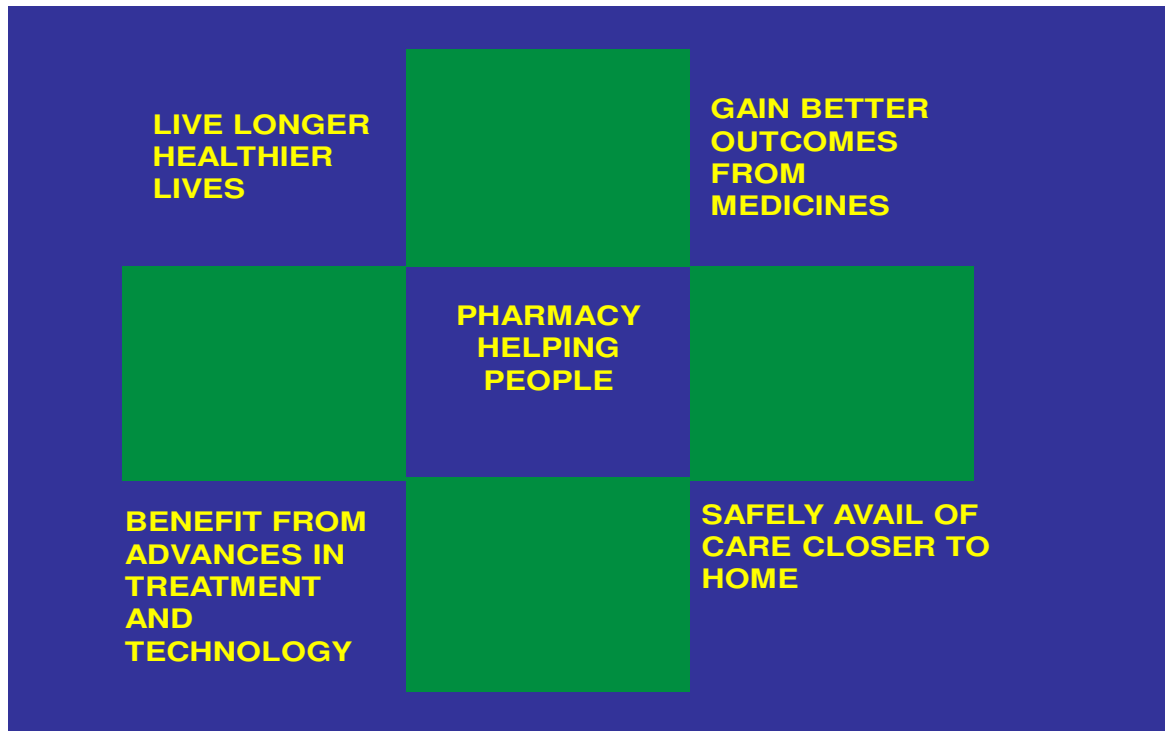 LIVE LONGER
HEALTHIER
LIVES
GAIN BETTER
OUTCOMES
FROM
MEDICINES
PHARMACY
HELPING
PEOPLE
BENEFIT FROM
ADVANCES IN
TREATMENT
AND
TECHNOLOGY
SAFELY AVAIL OF
CARE CLOSER TO
HOME